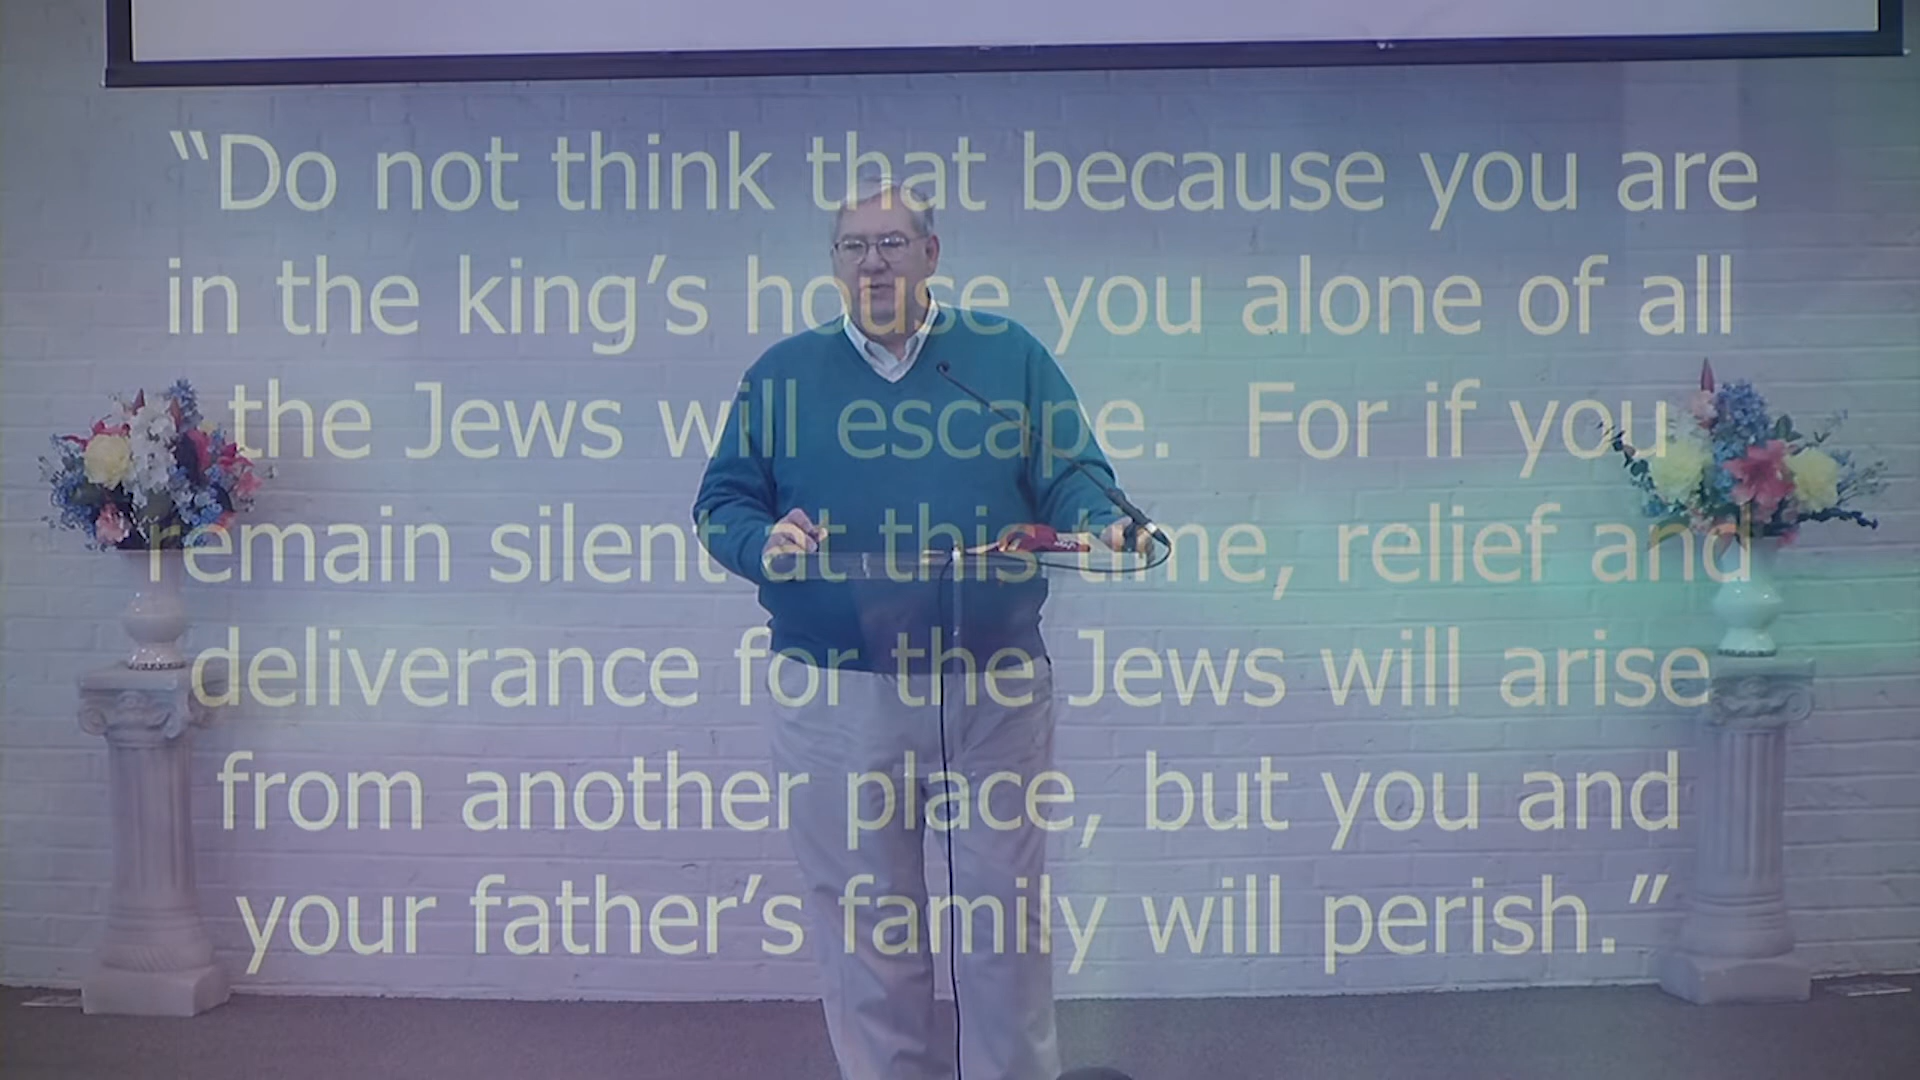 “Do not think that because you are
in the king’s house you alone of all
the Jews will escape.  For if you
remain silent at this time, relief and
deliverance for the Jews will arise
from another place, but you and
your father’s family will perish.”